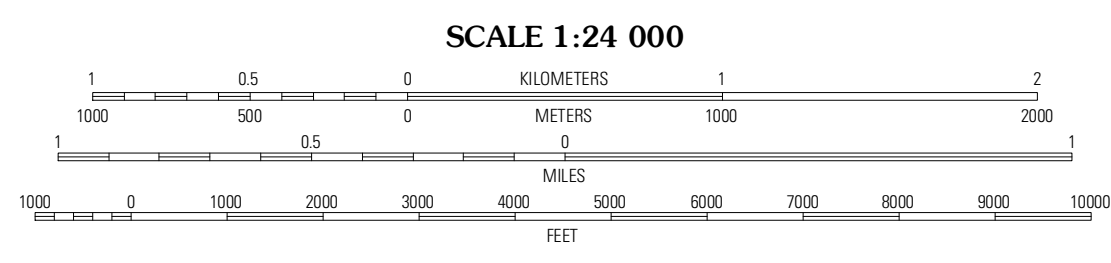 SCALE 1:24 000
1 0.5 0 KILOMETERS 1 2
1000 500 0 METERS 1000 2000
1 0.5 0 1
MILES
1000 0 1000 2000 3000 4000 5000 6000 7000 8000 9000 10000
FEET